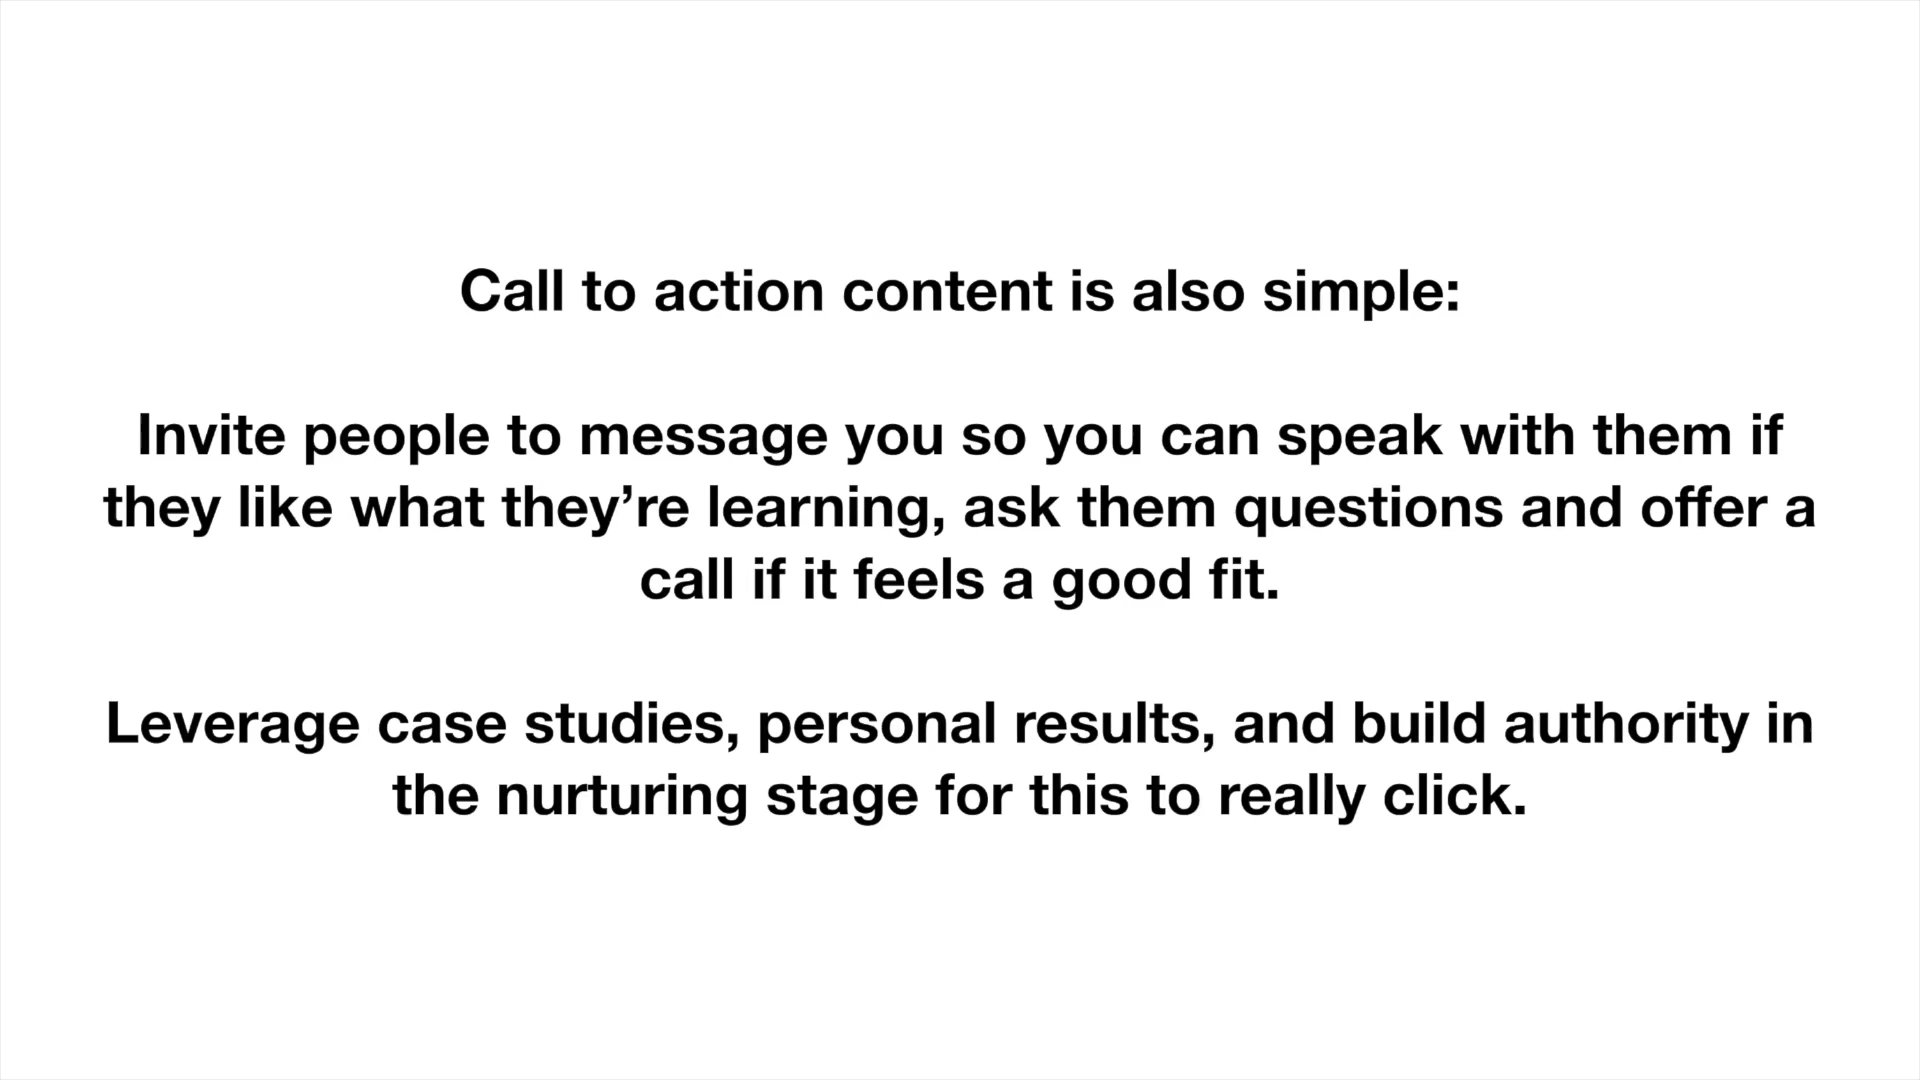 Call to action content is also simple:
Invite people to message you so you can speak with them if
they like what they’re learning, ask them questions and offer a
call if it feels a good fit.
Leverage case studies, personal results, and build authority in
the nurturing stage for this to really click.